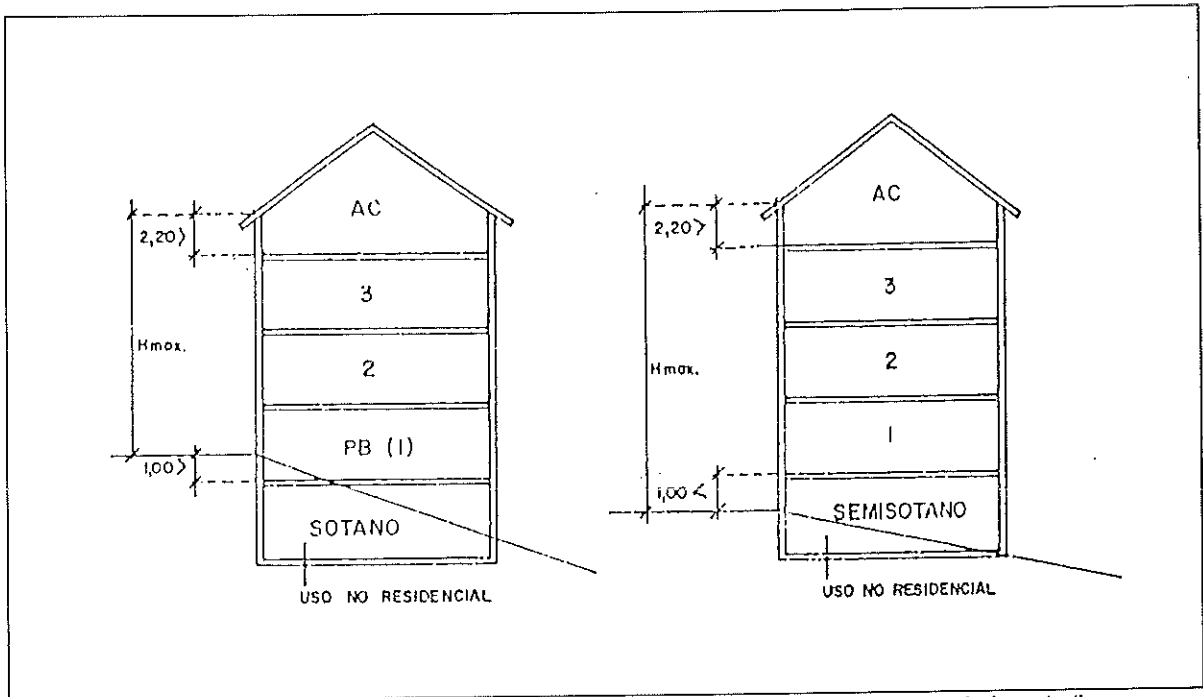 AC
2,20>
3
Hmax.
2
PB (1)
1,00>
SOTANO
USO NO RESIDENCIAL
AC
2,20>
3
Hmax.
2
1
1,00<
SEMISOTANO
USO NO RESIDENCIAL